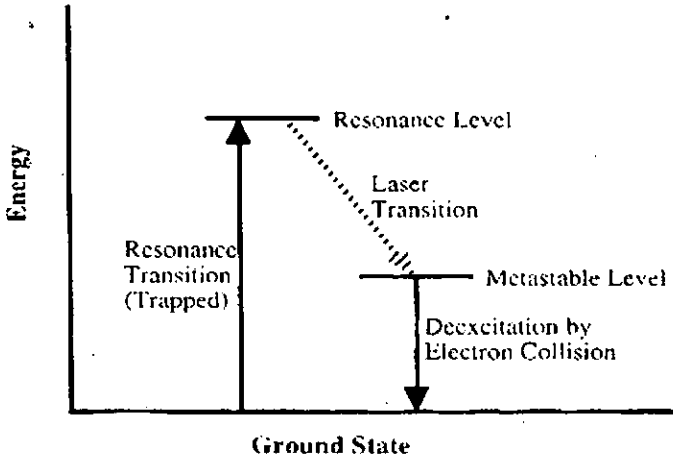 Energy
Resonance Level
Laser
Transition
Resonance
Transition
(Trapped)
Metastable Level
Deexcitation by
Electron Collision
Ground State